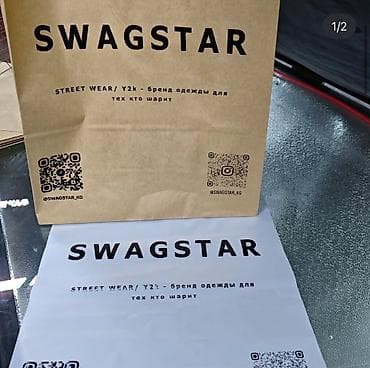 1/2
SWAGSTAR
STREET WEAR/ Y2k - бренд одежды для
тех кто шарит
@SWAGSTAR_KG
@SWAGSTAR_KG
SWAGSTAR
STREET WEAR/ Y2k - бренд одежды для
тех кто шарит